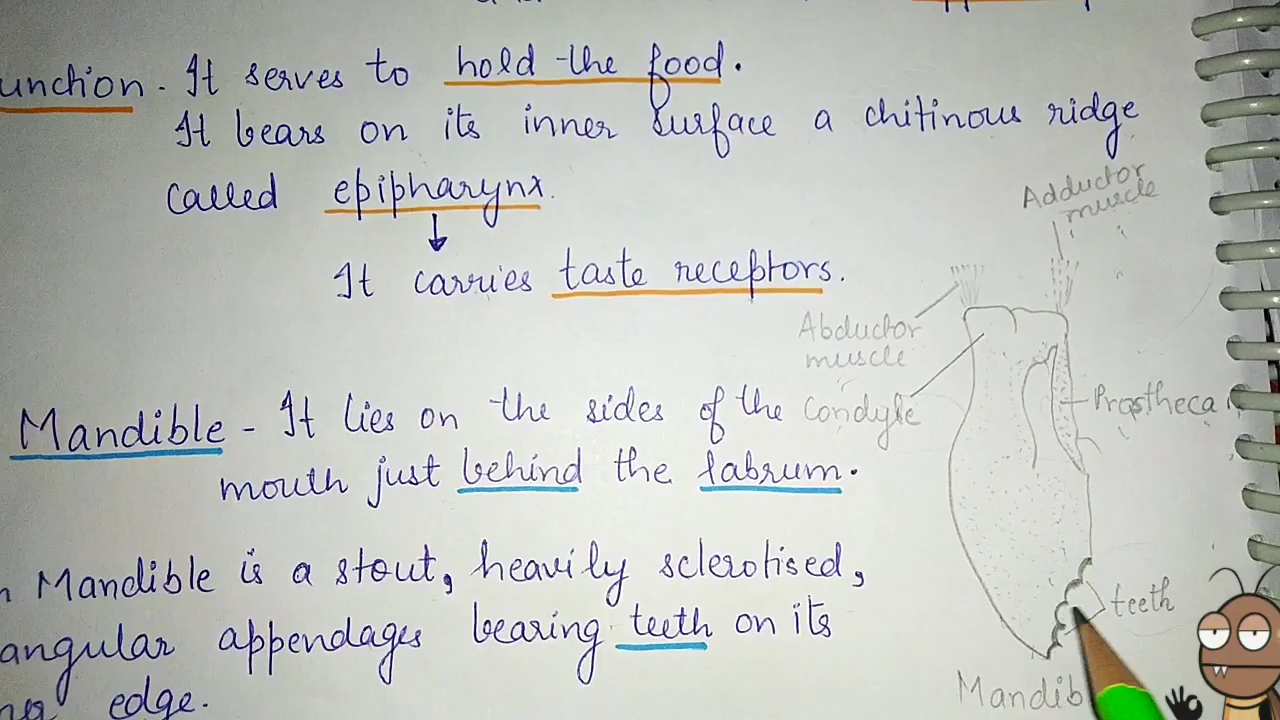 unction - It serves to hold the food.
It bears on its inner surface a chitinous ridge
called epipharynx.
It carries taste receptors.
Adductor
muscle
Abductor
muscle
Condyle
Prostheca
Mandible - It lies on the sides of the
mouth just behind the labrum.
n Mandible is a stout, heavily sclerotised,
angular appendages bearing teeth on its
edge.
teeth
Mandib